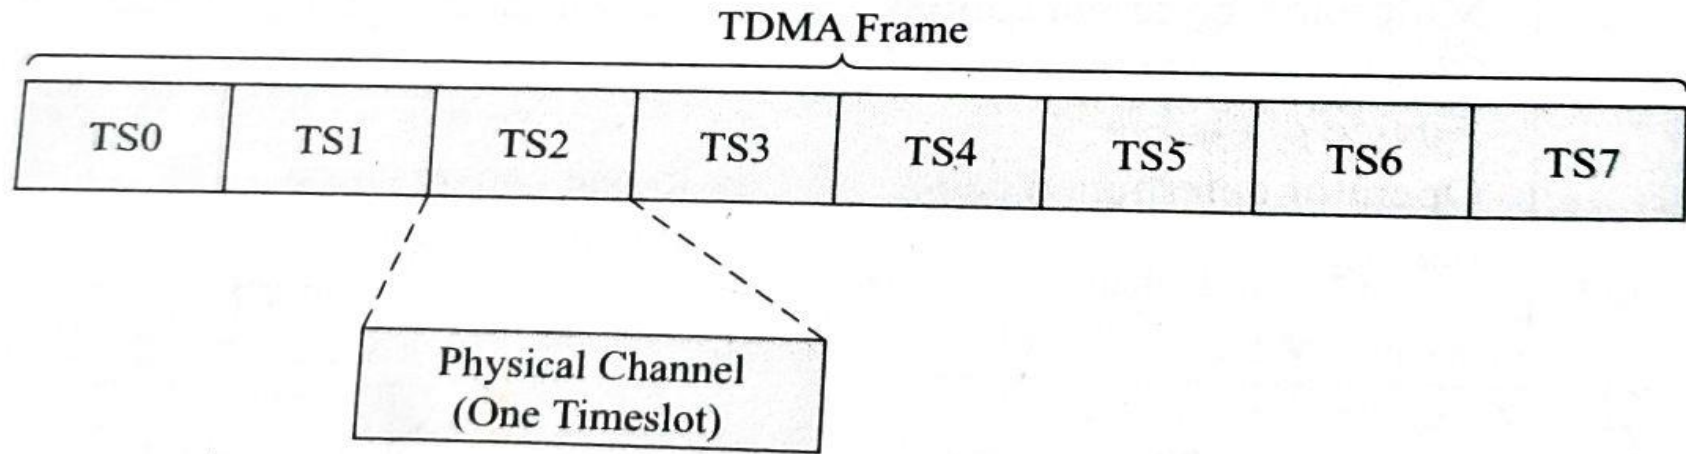 TDMA Frame
TS0 TS1 TS2 TS3 TS4 TS5 TS6 TS7
Physical Channel
(One Timeslot)